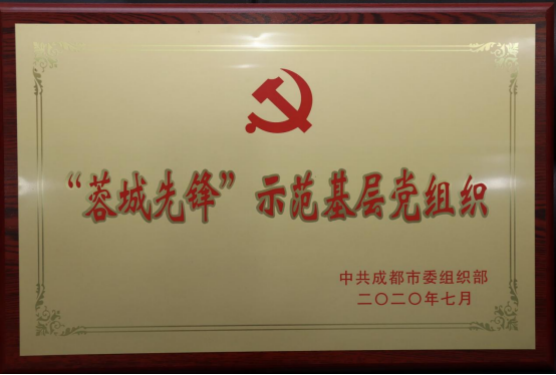 “蓉城先锋”示范基层党组织
中共成都市委组织部
二〇二〇年七月